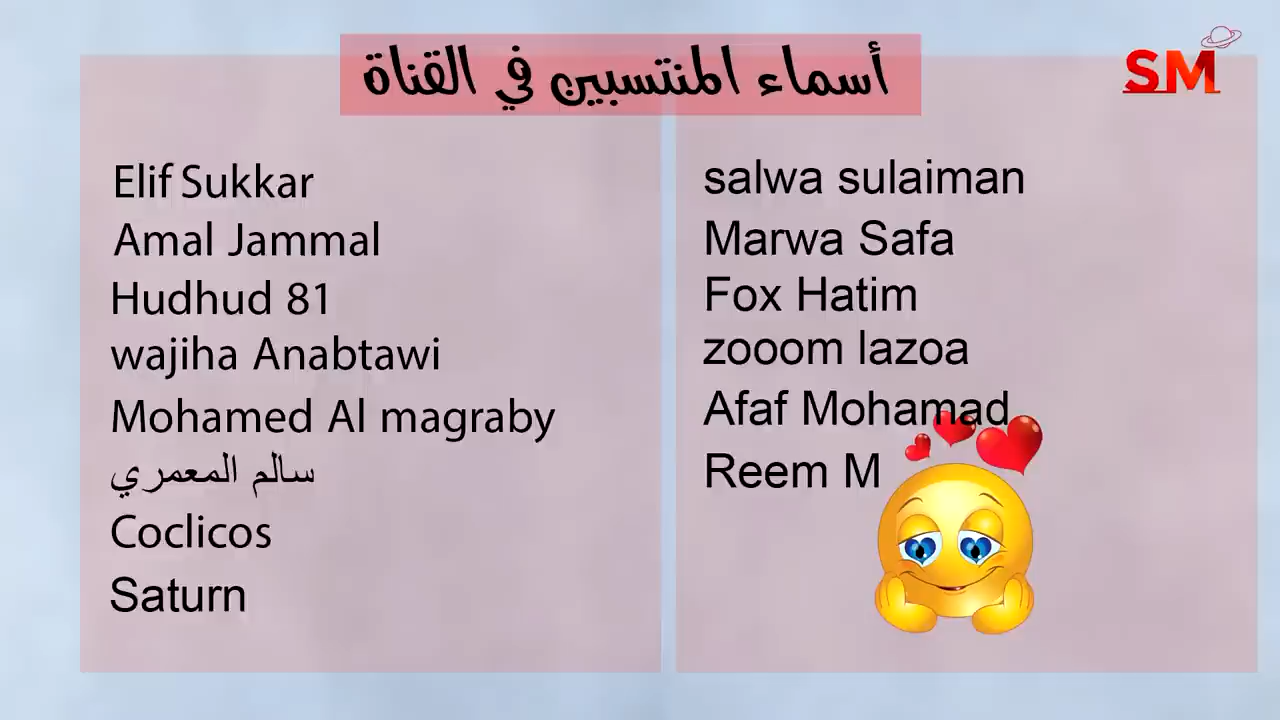 أسماء المنتسبين في القناة
SM
Elif Sukkar
Amal Jammal
Hudhud 81
wajiha Anabtawi
Mohamed Al magraby
سالم المعمري
Coclicos
Saturn
salwa sulaiman
Marwa Safa
Fox Hatim
zooom lazoa
Afaf Mohamad
Reem M